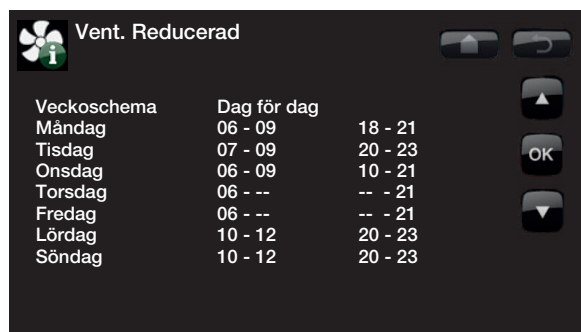 Vent. Reducerad
Veckoschema Dag för dag
Måndag 06 - 09 18 - 21
Tisdag 07 - 09 20 - 23
OK
Onsdag 06 - 09 10 - 21
Torsdag 06 - -- -- - 21
Fredag 06 - -- -- - 21
Lördag 10 - 12 20 - 23
Söndag 10 - 12 20 - 23